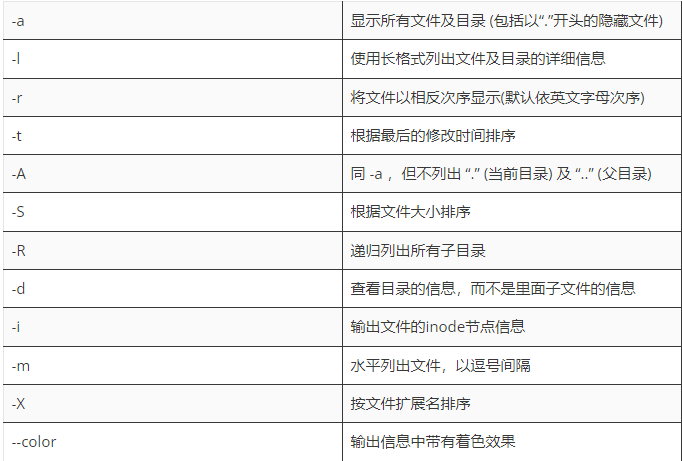 -a 显示所有文件及目录 (包括以“.”开头的隐藏文件)
-l 使用长格式列出文件及目录的详细信息
-r 将文件以相反次序显示(默认依英文字母次序)
-t 根据最后的修改时间排序
-A 同 -a ，但不列出 “.” (当前目录) 及 “..” (父目录)
-S 根据文件大小排序
-R 递归列出所有子目录
-d 查看目录的信息，而不是里面子文件的信息
-i 输出文件的inode节点信息
-m 水平列出文件，以逗号间隔
-X 按文件扩展名排序
--color 输出信息中带有着色效果